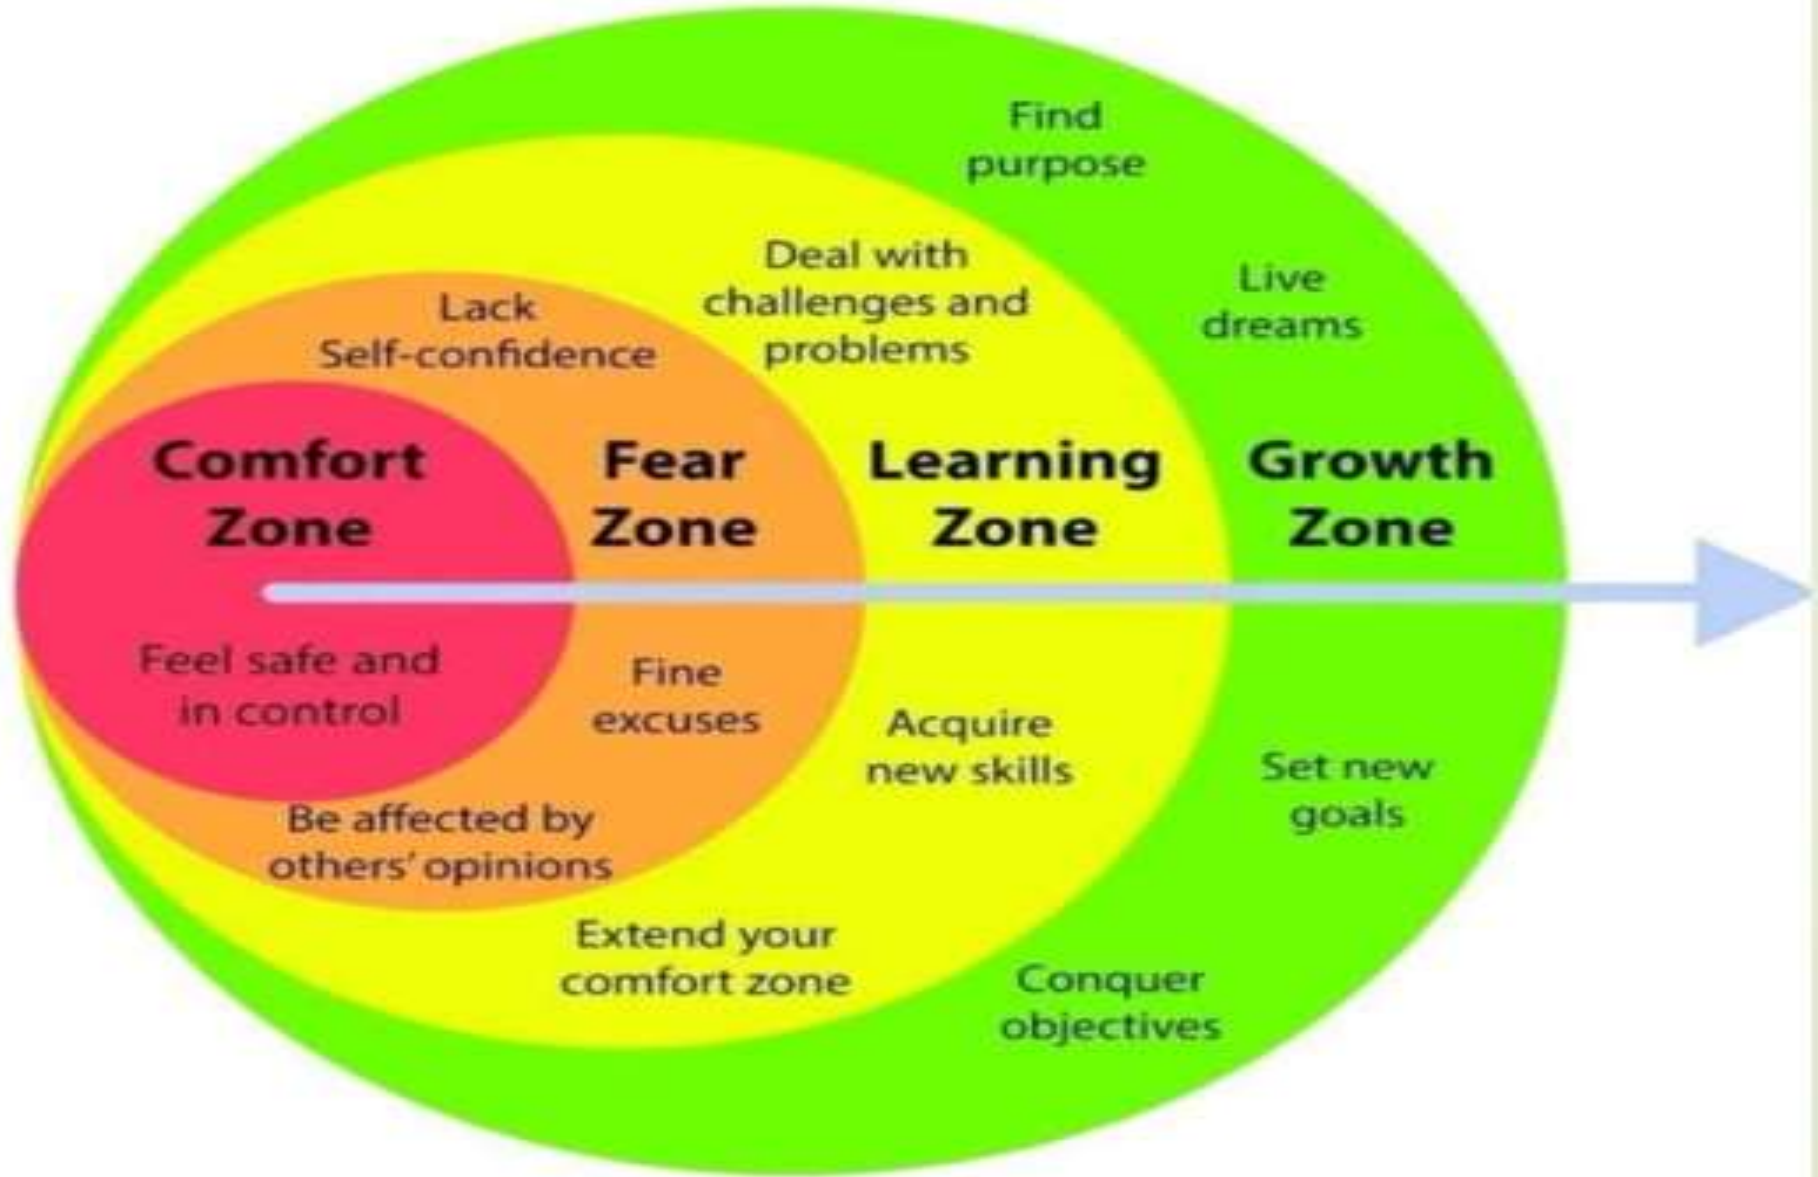 Find
purpose
Deal with
challenges and
problems
Live
dreams
Lack
Self-confidence
Comfort
Zone
Fear
Zone
Learning
Zone
Growth
Zone
Feel safe and
in control
Fine
excuses
Acquire
new skills
Set new
goals
Be affected by
others' opinions
Extend your
comfort zone
Conquer
objectives